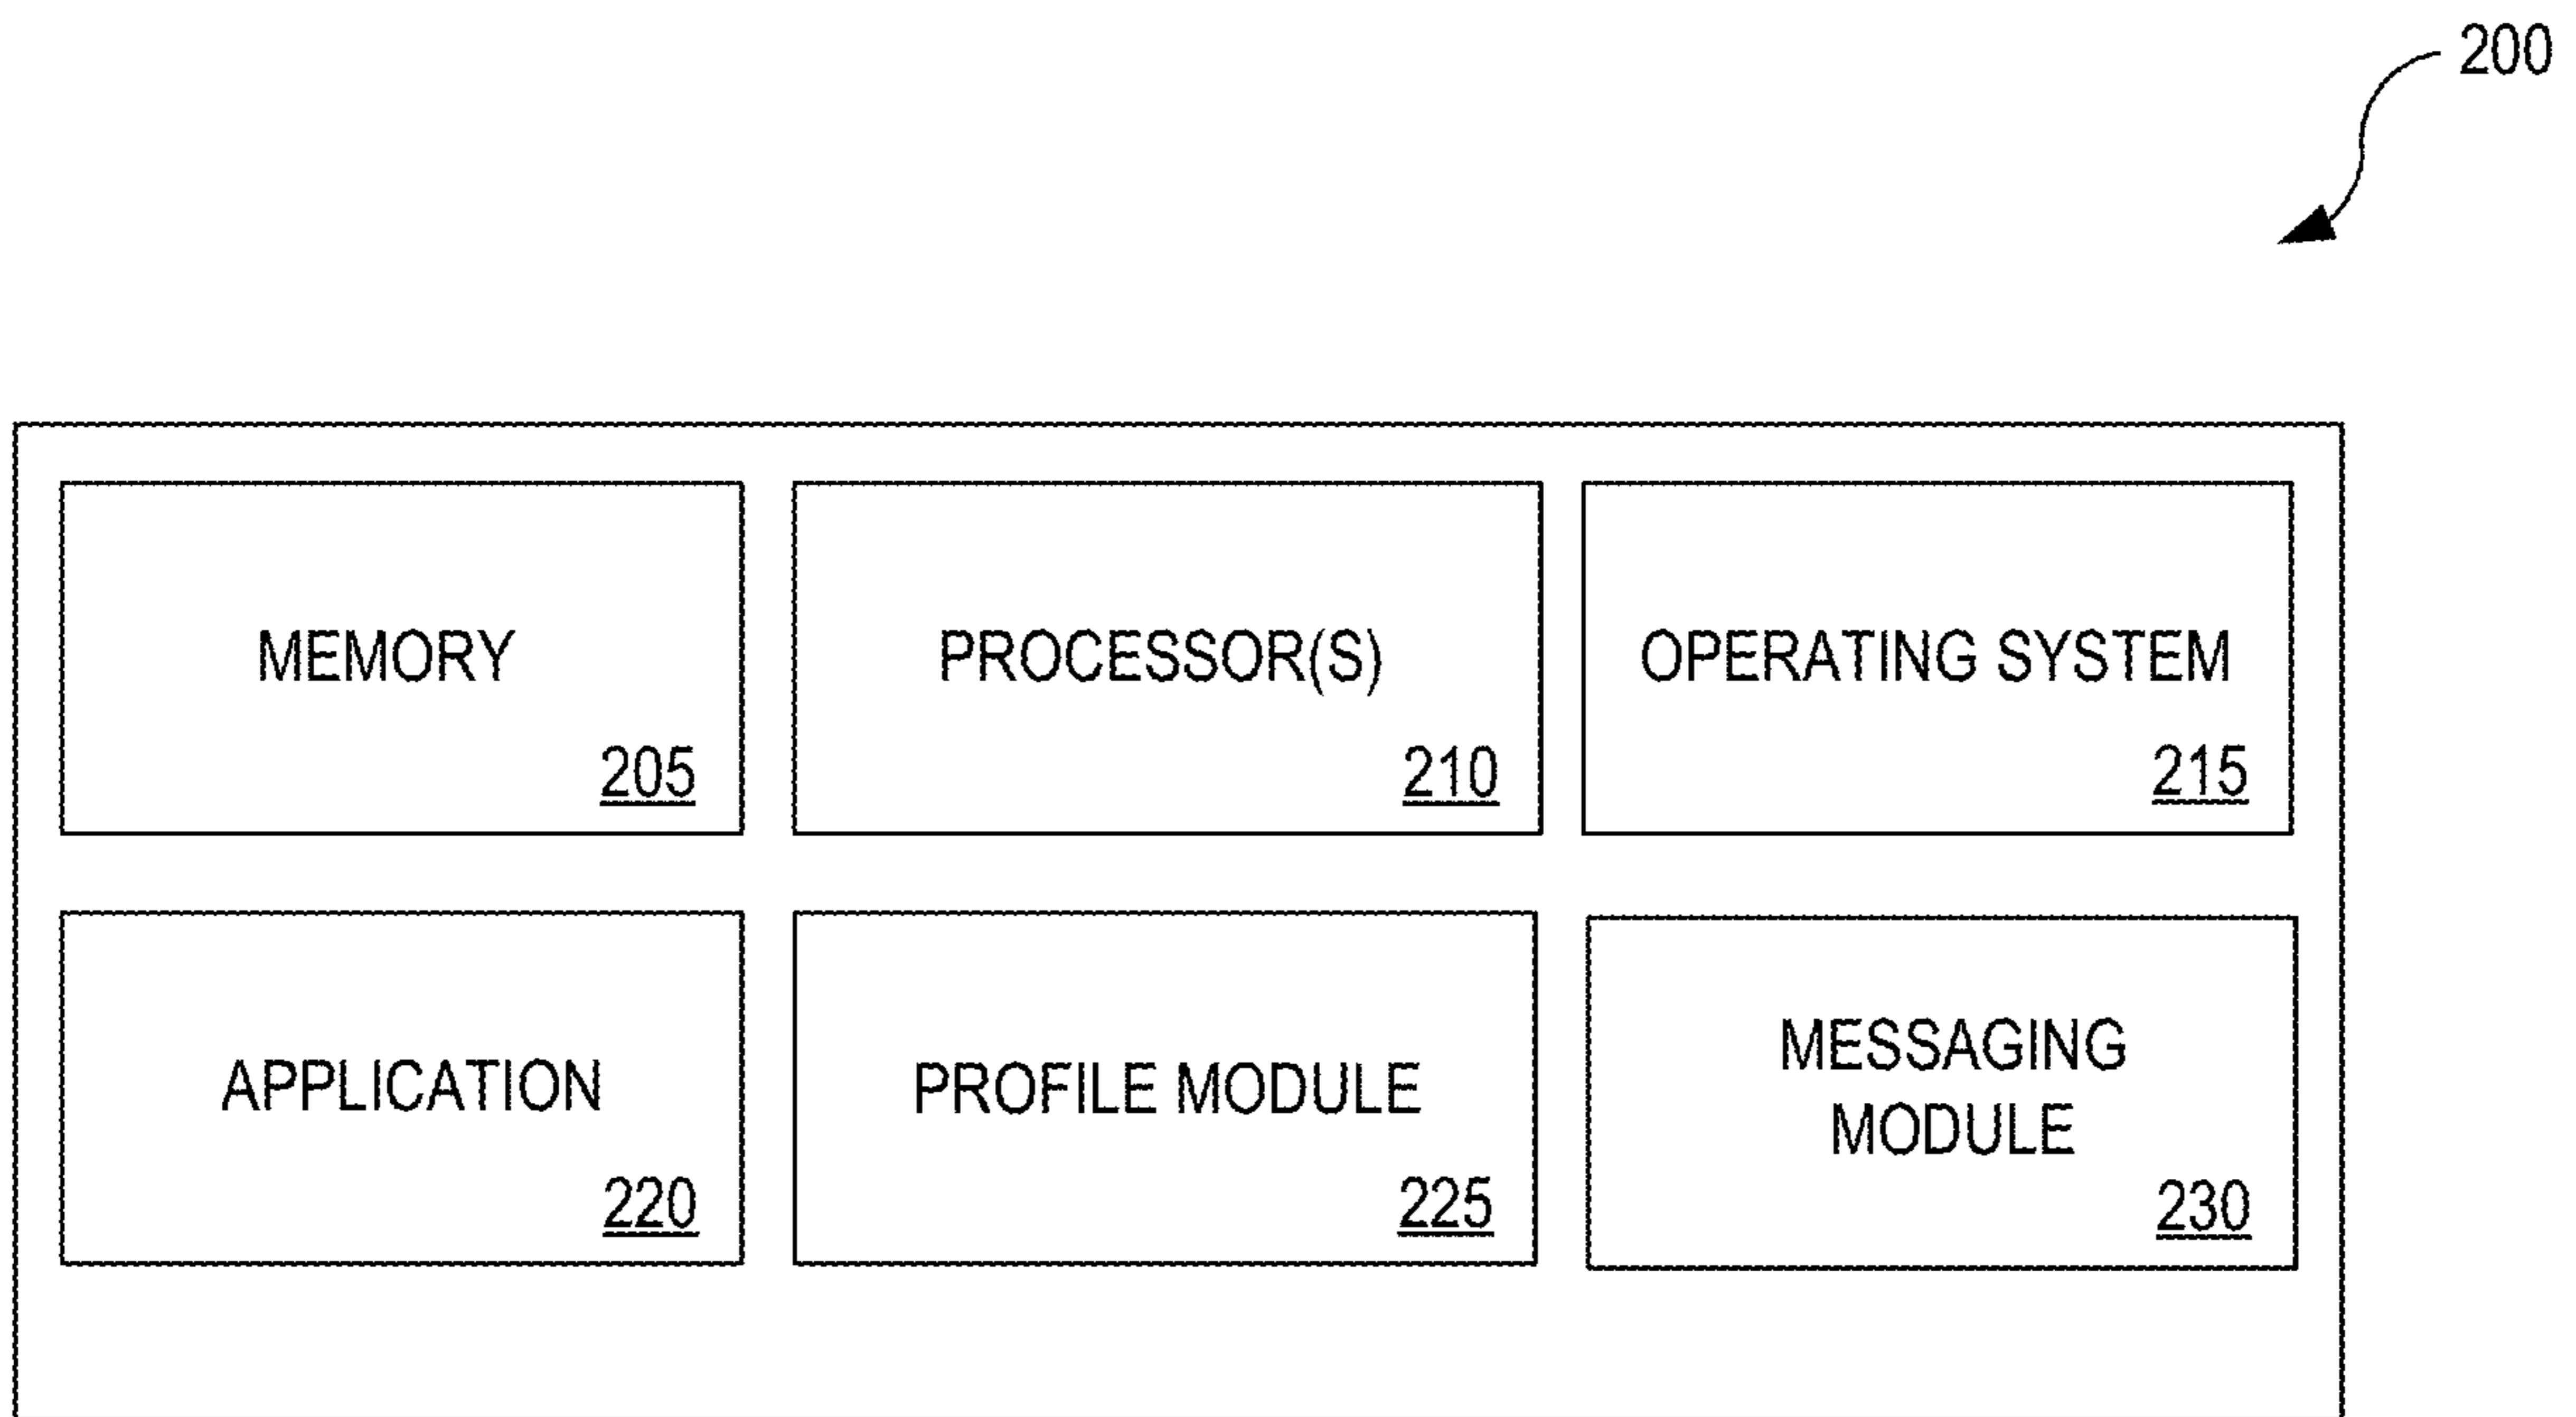 200
MEMORY
205
PROCESSOR(S)
210
OPERATING SYSTEM
215
APPLICATION
220
PROFILE MODULE
225
MESSAGING
MODULE
230